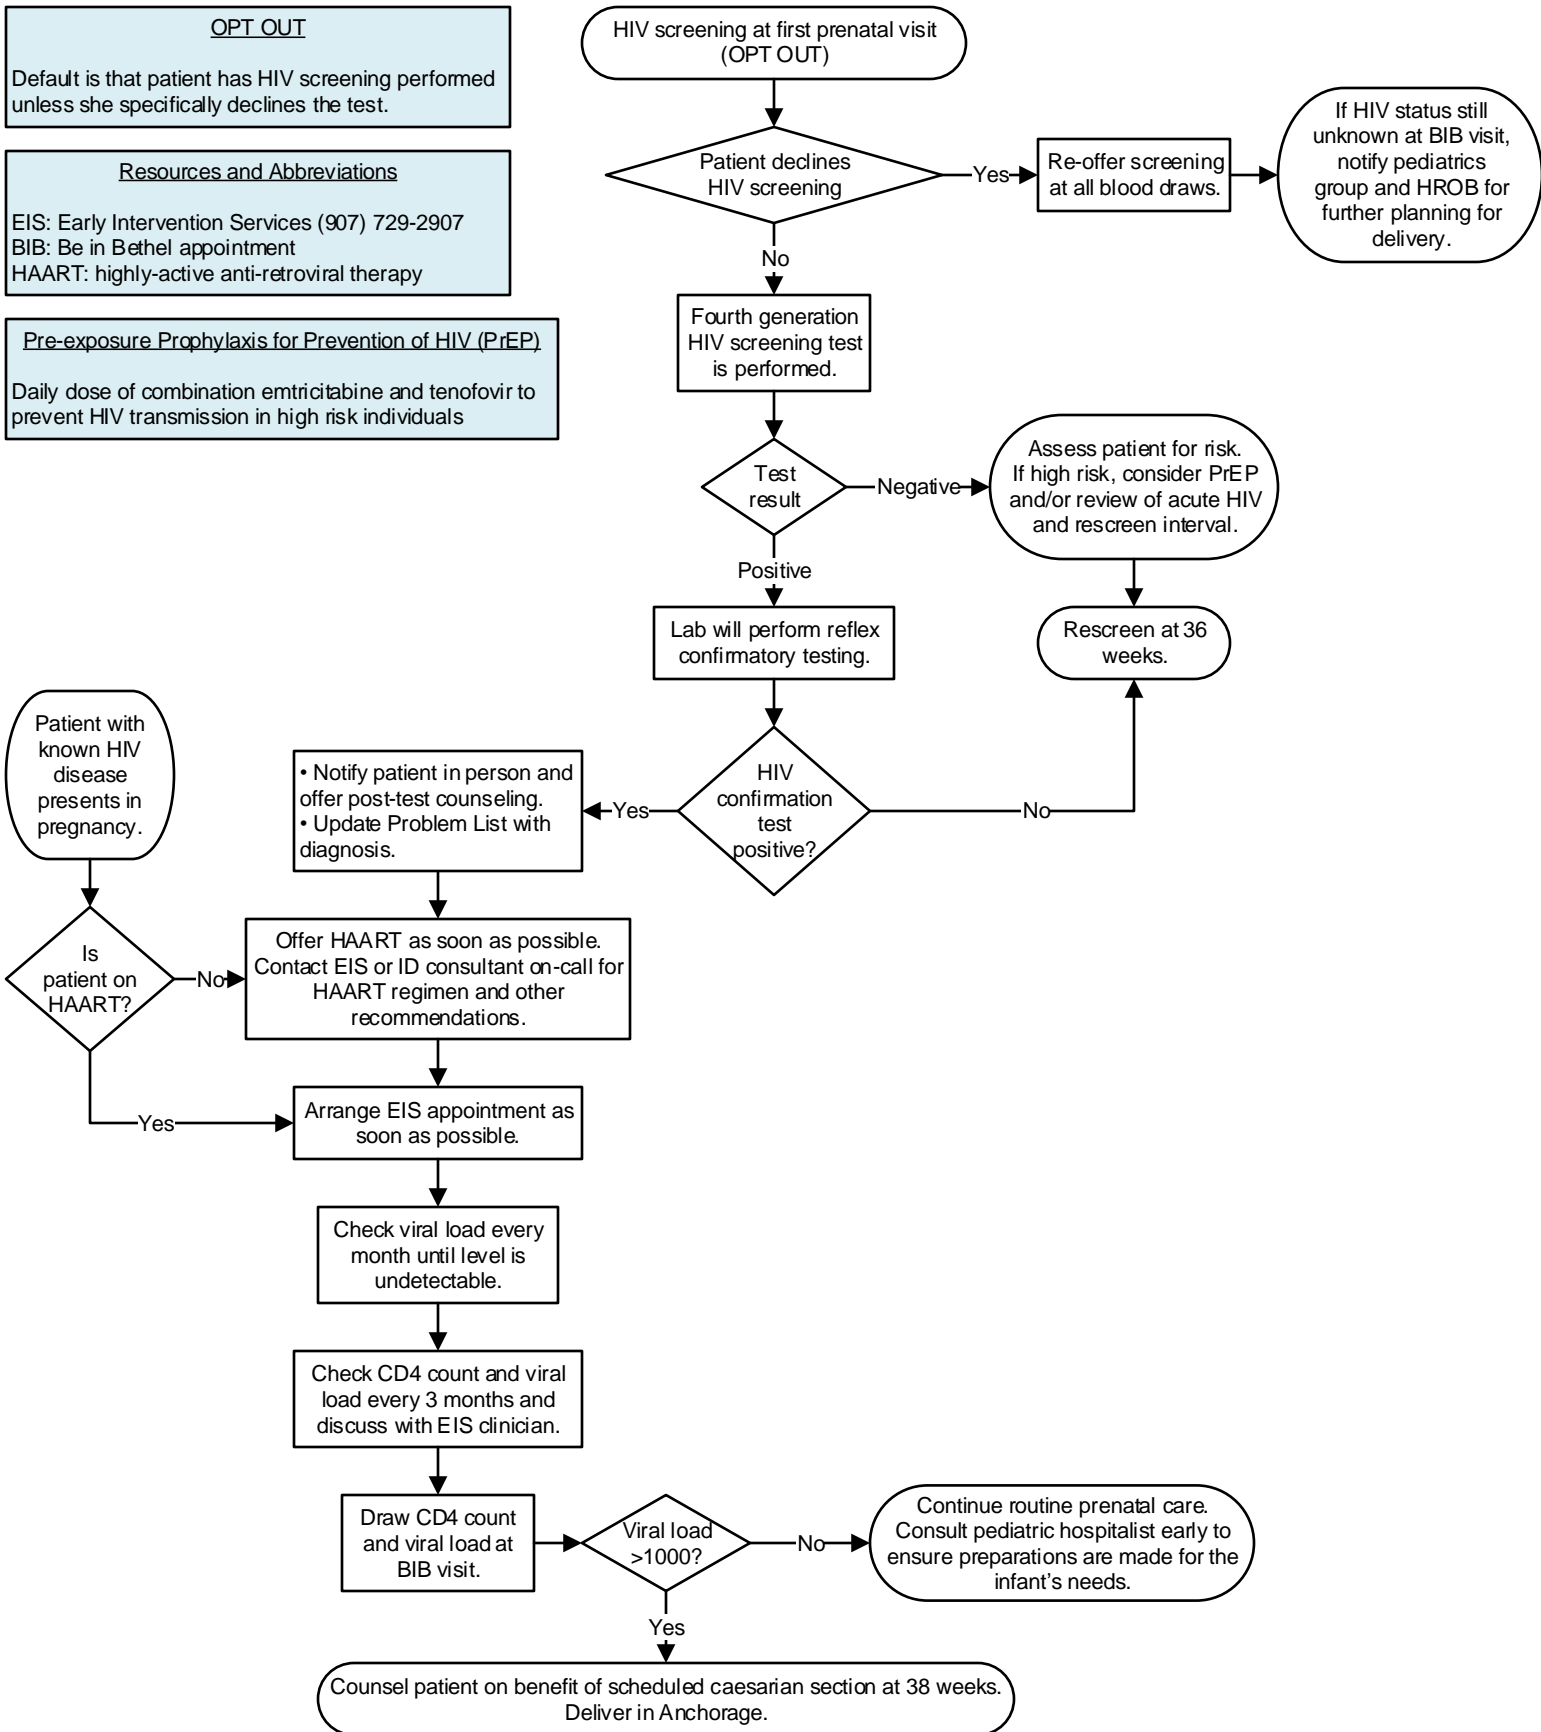 OPT OUT
Default is that patient has HIV screening performed
unless she specifically declines the test.
Resources and Abbreviations
EIS: Early Intervention Services (907) 729-2907
BIB: Be in Bethel appointment
HAART: highly-active anti-retroviral therapy
Pre-exposure Prophylaxis for Prevention of HIV (PrEP)
Daily dose of combination emtricitabine and tenofovir to
prevent HIV transmission in high risk individuals
HIV screening at first prenatal visit
(OPT OUT)
Patient declines
HIV screening
Yes
Re-offer screening
at all blood draws.
If HIV status still
unknown at BIB visit,
notify pediatrics
group and HROB for
further planning for
delivery.
No
Fourth generation
HIV screening test
is performed.
Test
result
Negative
Assess patient for risk.
If high risk, consider PrEP
and/or review of acute HIV
and rescreen interval.
Positive
Lab will perform reflex
confirmatory testing.
Rescreen at 36
weeks.
HIV
confirmation
test
positive?
No
Yes
• Notify patient in person and
offer post-test counseling.
• Update Problem List with
diagnosis.
Patient with
known HIV
disease
presents in
pregnancy.
Is
patient on
HAART?
No
Offer HAART as soon as possible.
Contact EIS or ID consultant on-call for
HAART regimen and other
recommendations.
Yes
Arrange EIS appointment as
soon as possible.
Check viral load every
month until level is
undetectable.
Check CD4 count and viral
load every 3 months and
discuss with EIS clinician.
Draw CD4 count
and viral load at
BIB visit.
Viral load
>1000?
No
Continue routine prenatal care.
Consult pediatric hospitalist early to
ensure preparations are made for the
infant's needs.
Yes
Counsel patient on benefit of scheduled caesarian section at 38 weeks.
Deliver in Anchorage.